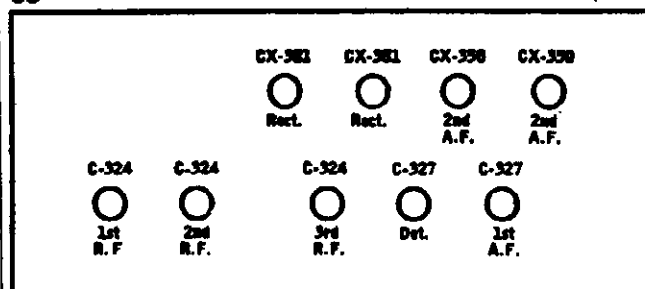 CX-381 CX-381 CX-350 CX-350
Rect. Rect. 2nd 2nd
A.F. A.F.
C-324 C-324 C-324 C-327 C-327
1st 2nd 3rd Det. 1st
R.F R.F. R.F. A.F.